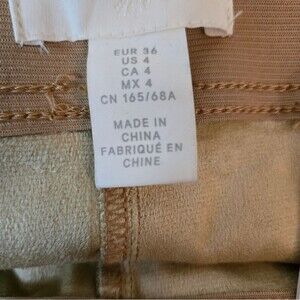 EUR 36
US 4
CA 4
MX 4
CN 165/68A
MADE IN
CHINA
FABRIQUÉ EN
CHINE